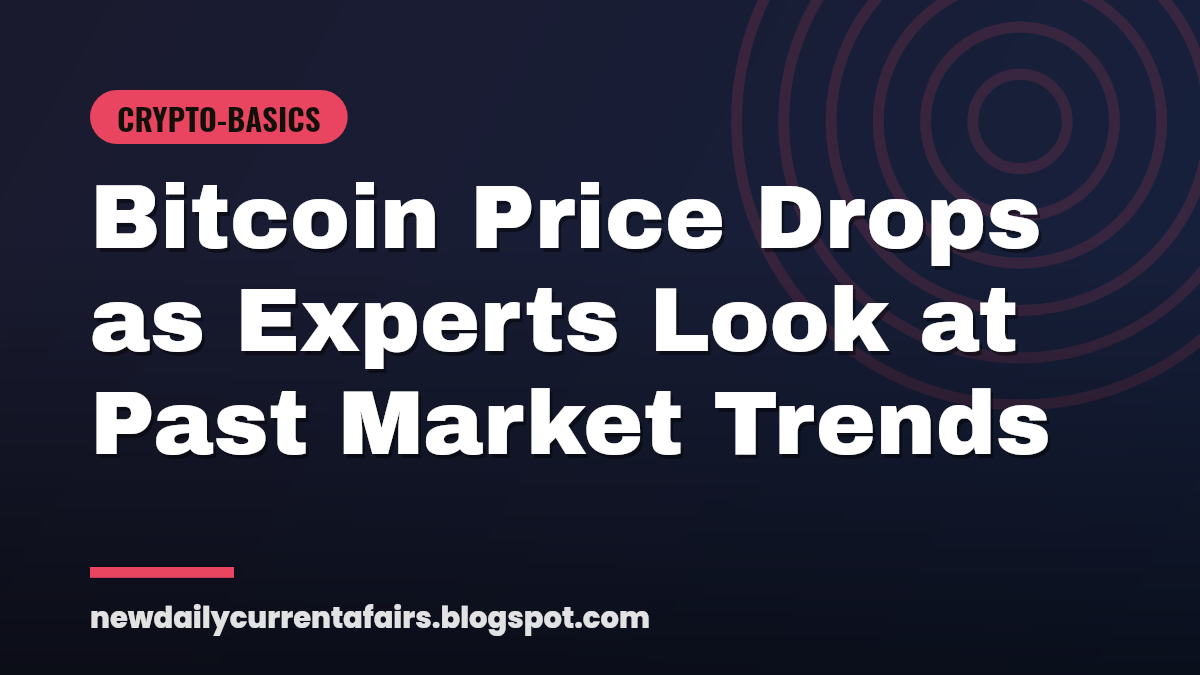 CRYPTO-BASICS
Bitcoin Price Drops
as Experts Look at
Past Market Trends
newdailycurrentafairs.blogspot.com